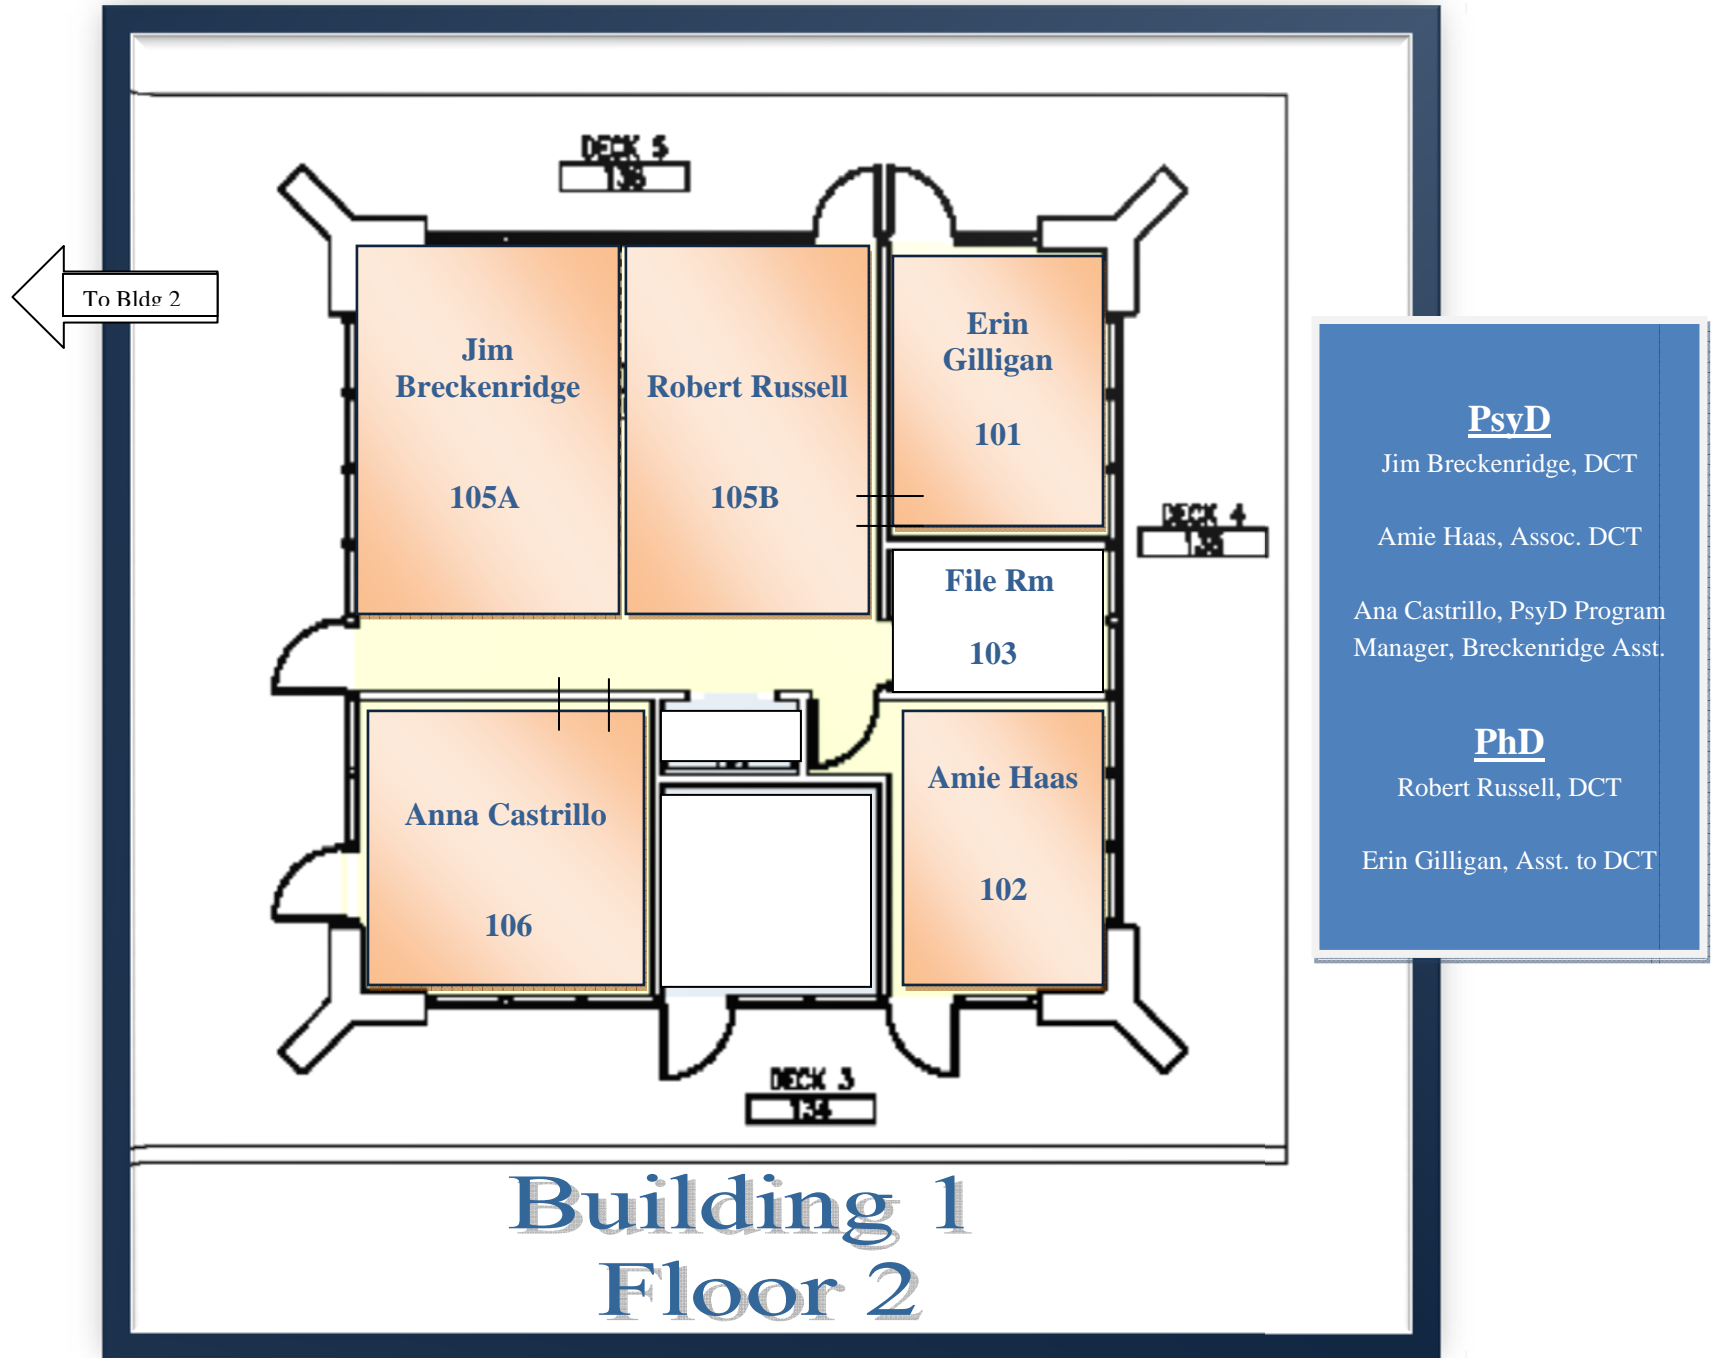 DECK 5
136
To Bldg 2
Jim
Breckenridge
105A
Robert Russell
105B
Erin
Gilligan
101
DECK 4
File Rm
103
Anna Castrillo
106
Amie Haas
102
DECK 3
134
PsyD
Jim Breckenridge, DCT
Amie Haas, Assoc. DCT
Ana Castrillo, PsyD Program
Manager, Breckenridge Asst.
PhD
Robert Russell, DCT
Erin Gilligan, Asst. to DCT
Building 1
Floor 2